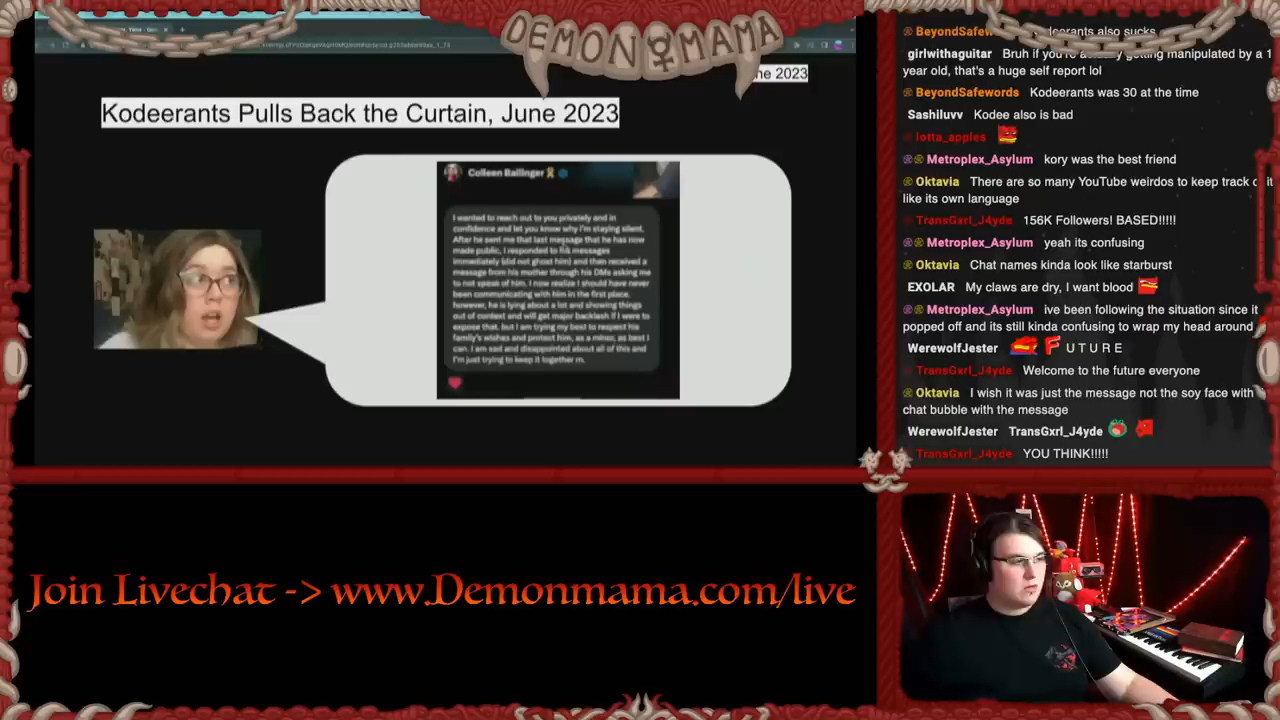 DEMON MAMA
ne 2023
Kodeerants Pulls Back the Curtain, June 2023
Colleen Ballinger
I wanted to reach out to you privately and in
confidence and let you know why I'm staying silent.
After he sent me that last message that he has now
made public, I responded to his messages
immediately (did not ghost him) and then received a
message from his mother through his DMs asking me
to not speak of him. I now realize I should have never
been communicating with him in the first place.
however, he is lying about a lot and showing things
out of context and will get major backlash if I were to
expose that. but I am trying my best to respect his
family's wishes and protect him, as a minor, as best I
can. I am sad and disappointed about all of this and
I'm just trying to keep it together rn.
Join Livechat -> www.Demonmama.com/live
BeyondSafew cerants also sucks
girlwithaguitar Bruh if you're already getting manipulated by a 1
year old, that's a huge self report lol
BeyondSafewords Kodeerants was 30 at the time
Sashiluvv Kodee also is bad
lotta_apples
Metroplex_Asylum kory was the best friend
Oktavia There are so many YouTube weirdos to keep track o it
like its own language
TransGxrl_J4yde 156K Followers! BASED!!!!!
Metroplex_Asylum yeah its confusing
Oktavia Chat names kinda look like starburst
EXOLAR My claws are dry, I want blood
Metroplex_Asylum ive been following the situation since it
popped off and its still kinda confusing to wrap my head around
WerewolfJester F U T U R E
TransGxrl_J4yde Welcome to the future everyone
Oktavia I wish it was just the message not the soy face with
chat bubble with the message
WerewolfJester TransGxrl_J4yde
TransGxrl_J4yde YOU THINK!!!!!